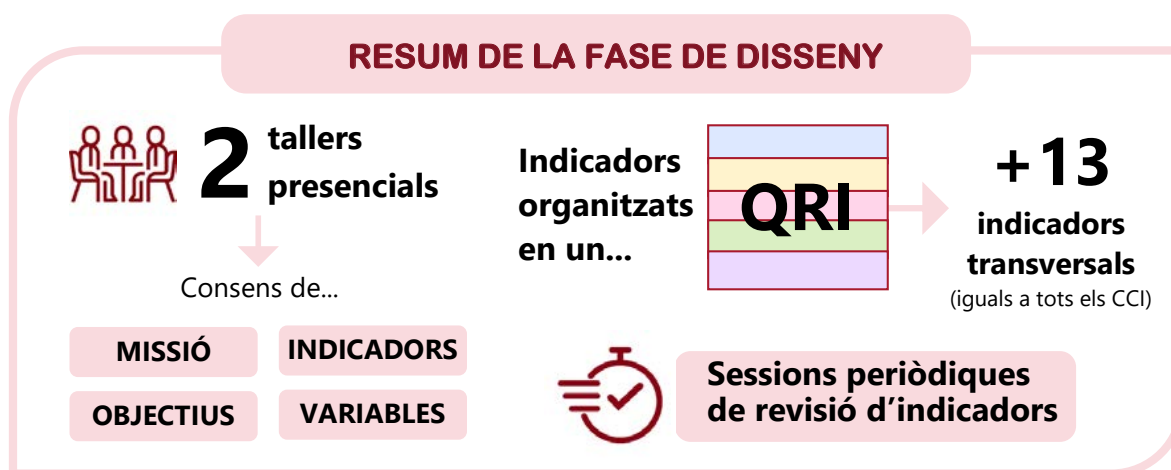 RESUM DE LA FASE DE DISSENY
2
tallers
presencials
Consens de...
MISSIÓ
INDICADORS
OBJECTIUS
VARIABLES
Indicadors
organitzats
en un...
QRI
+13
indicadors
transversals
(iguals a tots els CCI)
Sessions periòdiques
de revisió d'indicadors